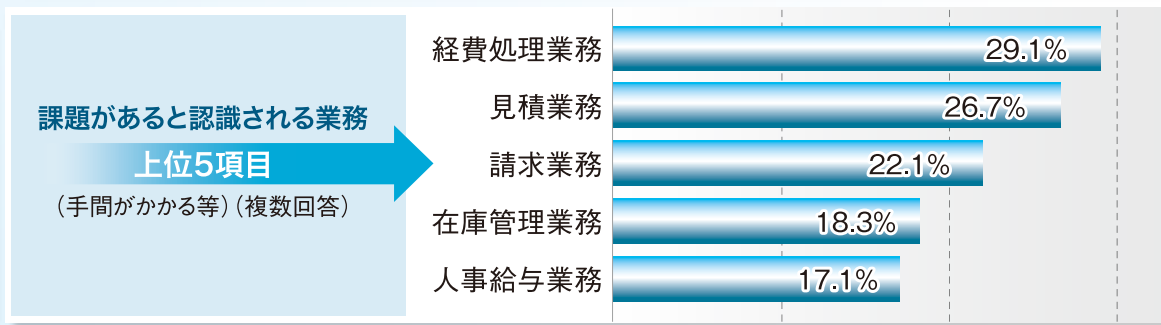 課題があると認識される業務
上位5項目
（手間がかかる等）（複数回答）
経費処理業務 29.1%
見積業務 26.7%
請求業務 22.1%
在庫管理業務 18.3%
人事給与業務 17.1%